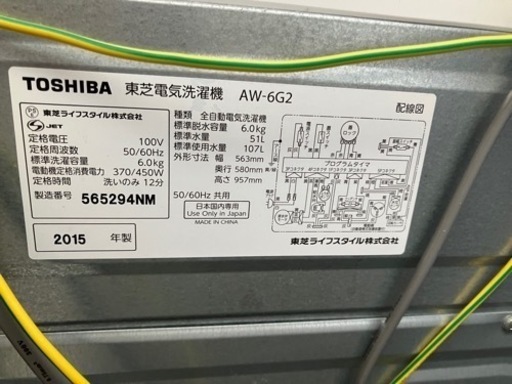 TOSHIBA 東芝電気洗濯機 AW-6G2
東芝ライフスタイル株式会社
JET
定格電圧 100V
定格周波数 50/60Hz
標準洗濯容量 6.0kg
電動機定格消費電力 370/450W
定格時間 洗いのみ 12分
製造番号 565294NM
2015 年製
種類 全自動電気洗濯機
標準脱水容量 6.0kg
標準水量 51L
標準使用水量 107L
外形寸法 幅 563mm
奥行 580mm
高さ 957mm
50/60Hz 共用
日本国内専用
Use Only in Japan
MADE IN CHINA
配線図
プログラムタイマ
東芝ライフスタイル株式会社